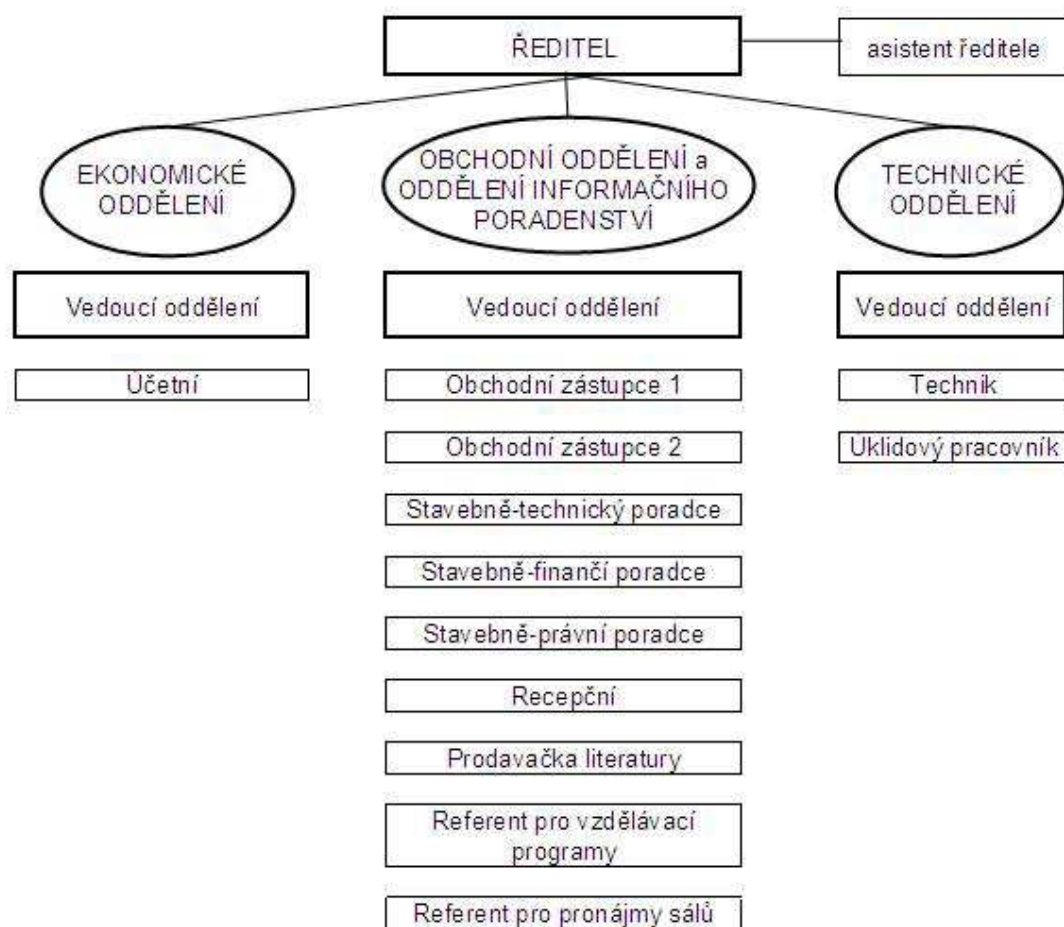 ŘEDITEL
asistent ředitele
EKONOMICKÉ
ODDĚLENÍ
OBCHODNÍ ODDĚLENÍ a
ODDĚLENÍ INFORMAČNÍHO
PORADENSTVÍ
TECHNICKÉ
ODDĚLENÍ
Vedoucí oddělení
Vedoucí oddělení
Vedoucí oddělení
Účetní
Obchodní zástupce 1
Technik
Obchodní zástupce 2
Úklidový pracovník
Stavebně-technický poradce
Stavebně-finančí poradce
Stavebně-právní poradce
Recepční
Prodavačka literatury
Referent pro vzdělávací
programy
Referent pro pronájmy sálů